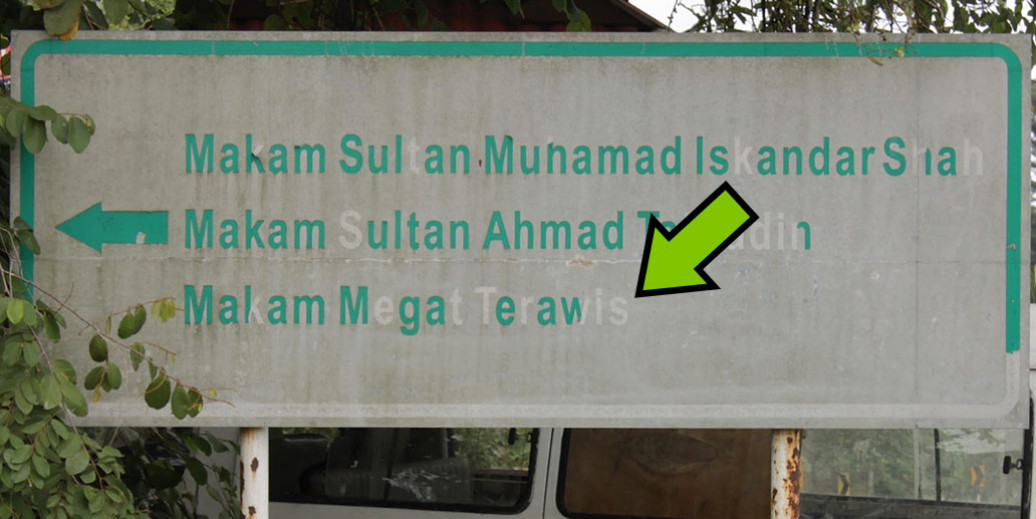 Makam Sultan Muhamad Iskandar Shah
Makam Sultan Ahmad
Makam Megat Terawis